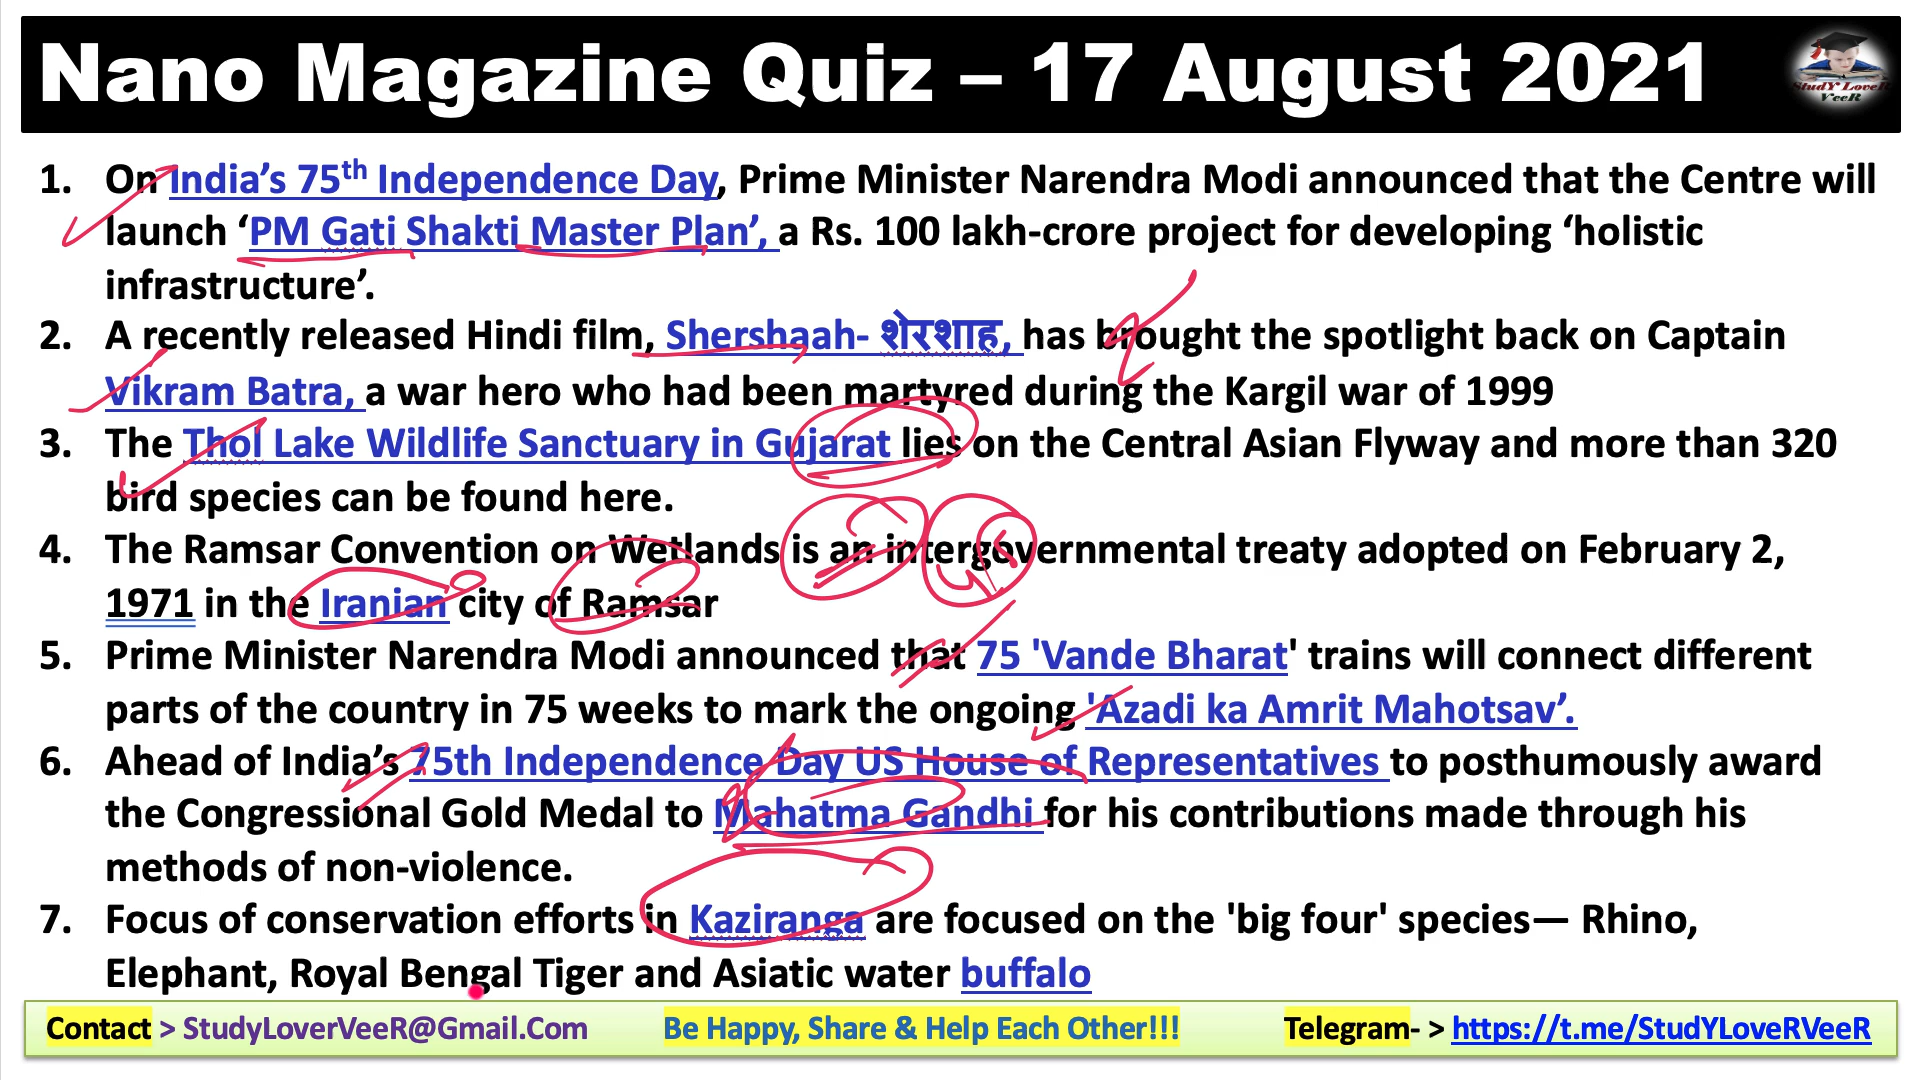 Nano Magazine Quiz – 17 August 2021
StudY LoveR
VeeR
1. On India’s 75th Independence Day, Prime Minister Narendra Modi announced that the Centre will
launch ‘PM Gati Shakti Master Plan’, a Rs. 100 lakh-crore project for developing ‘holistic
infrastructure’.
2. A recently released Hindi film, Shershaah- शेरशाह, has brought the spotlight back on Captain
Vikram Batra, a war hero who had been martyred during the Kargil war of 1999
3. The Thol Lake Wildlife Sanctuary in Gujarat lies on the Central Asian Flyway and more than 320
bird species can be found here.
4. The Ramsar Convention on Wetlands is an intergovernmental treaty adopted on February 2,
1971 in the Iranian city of Ramsar
5. Prime Minister Narendra Modi announced that 75 'Vande Bharat' trains will connect different
parts of the country in 75 weeks to mark the ongoing 'Azadi ka Amrit Mahotsav’.
6. Ahead of India’s 75th Independence Day US House of Representatives to posthumously award
the Congressional Gold Medal to Mahatma Gandhi for his contributions made through his
methods of non-violence.
7. Focus of conservation efforts in Kaziranga are focused on the 'big four' species— Rhino,
Elephant, Royal Bengal Tiger and Asiatic water buffalo
Contact > StudyLoverVeeR@Gmail.Com Be Happy, Share & Help Each Other!!! Telegram- > https://t.me/StudYLoveRVeeR